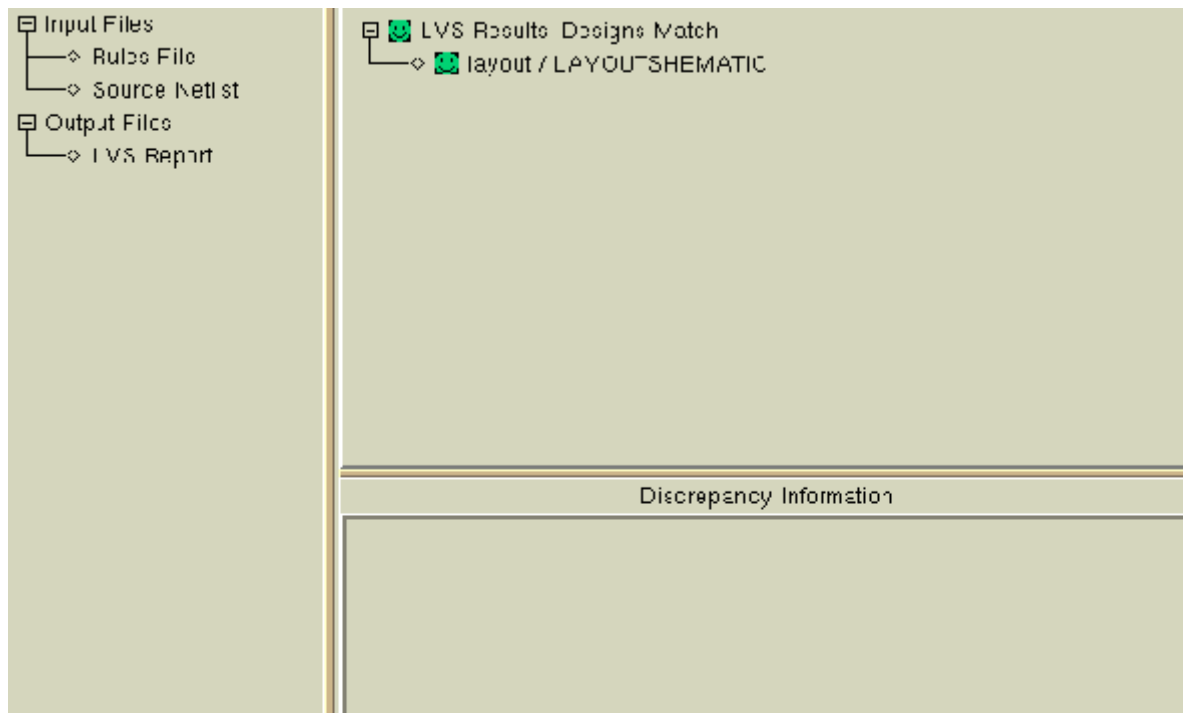 Input Files
Rules File
Source Netlist
Output Files
LVS Report
LVS Results Designs Match
layout / LAYOUTSHEMATIC
Discrepancy Information